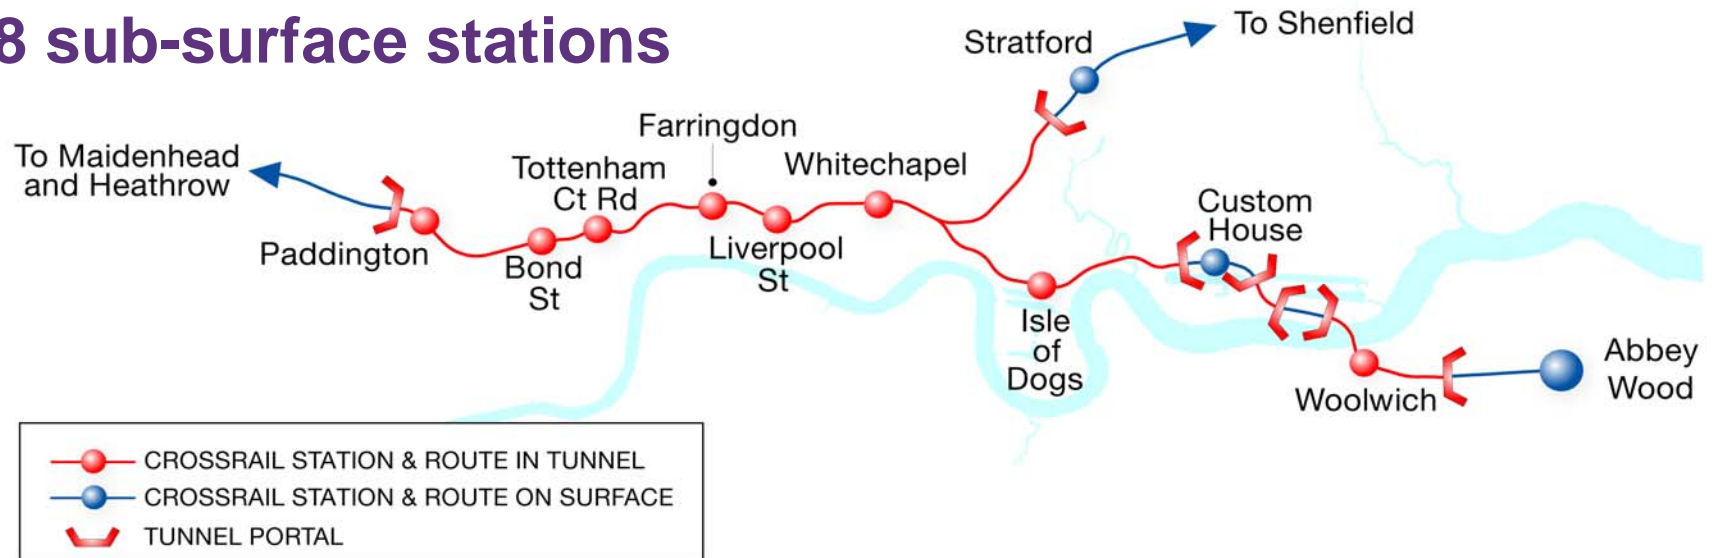 8 sub-surface stations
To Shenfield
Stratford
Farringdon
To Maidenhead
and Heathrow
Tottenham
Ct Rd
Whitechapel
Custom
House
Paddington
Bond
St
Liverpool
St
Isle
of
Dogs
Woolwich
Abbey
Wood
CROSSRAIL STATION & ROUTE IN TUNNEL
CROSSRAIL STATION & ROUTE ON SURFACE
TUNNEL PORTAL